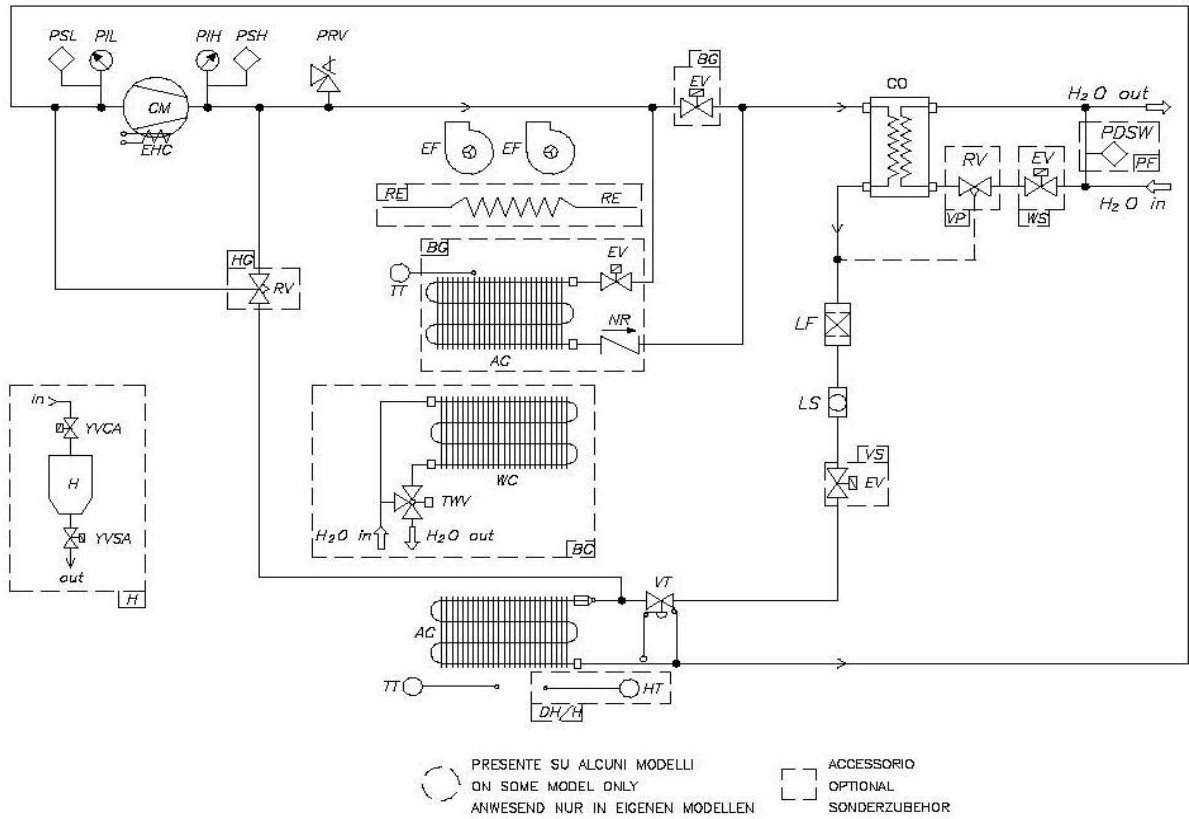 PSL PIL PIH PSH PRV
BG
EV
CM
EHC
CO
H₂O out
PDSW
PF
EF EF
RV EV
VP WS
H₂O in
RE RE
BG
EV
TT
HG
RV
NR
AC
LF
LS
in
YVCA
H
YVSA
out
H
WC
TWV
H₂O in H₂O out
BC
VS
EV
VT
AC
TT
HT
DH/H
PRESENTE SU ALCUNI MODELLI
ON SOME MODEL ONLY
ANWESEND NUR IN EIGENEN MODELLEN
ACCESSORIO
OPTIONAL
SONDERZUBEHOR